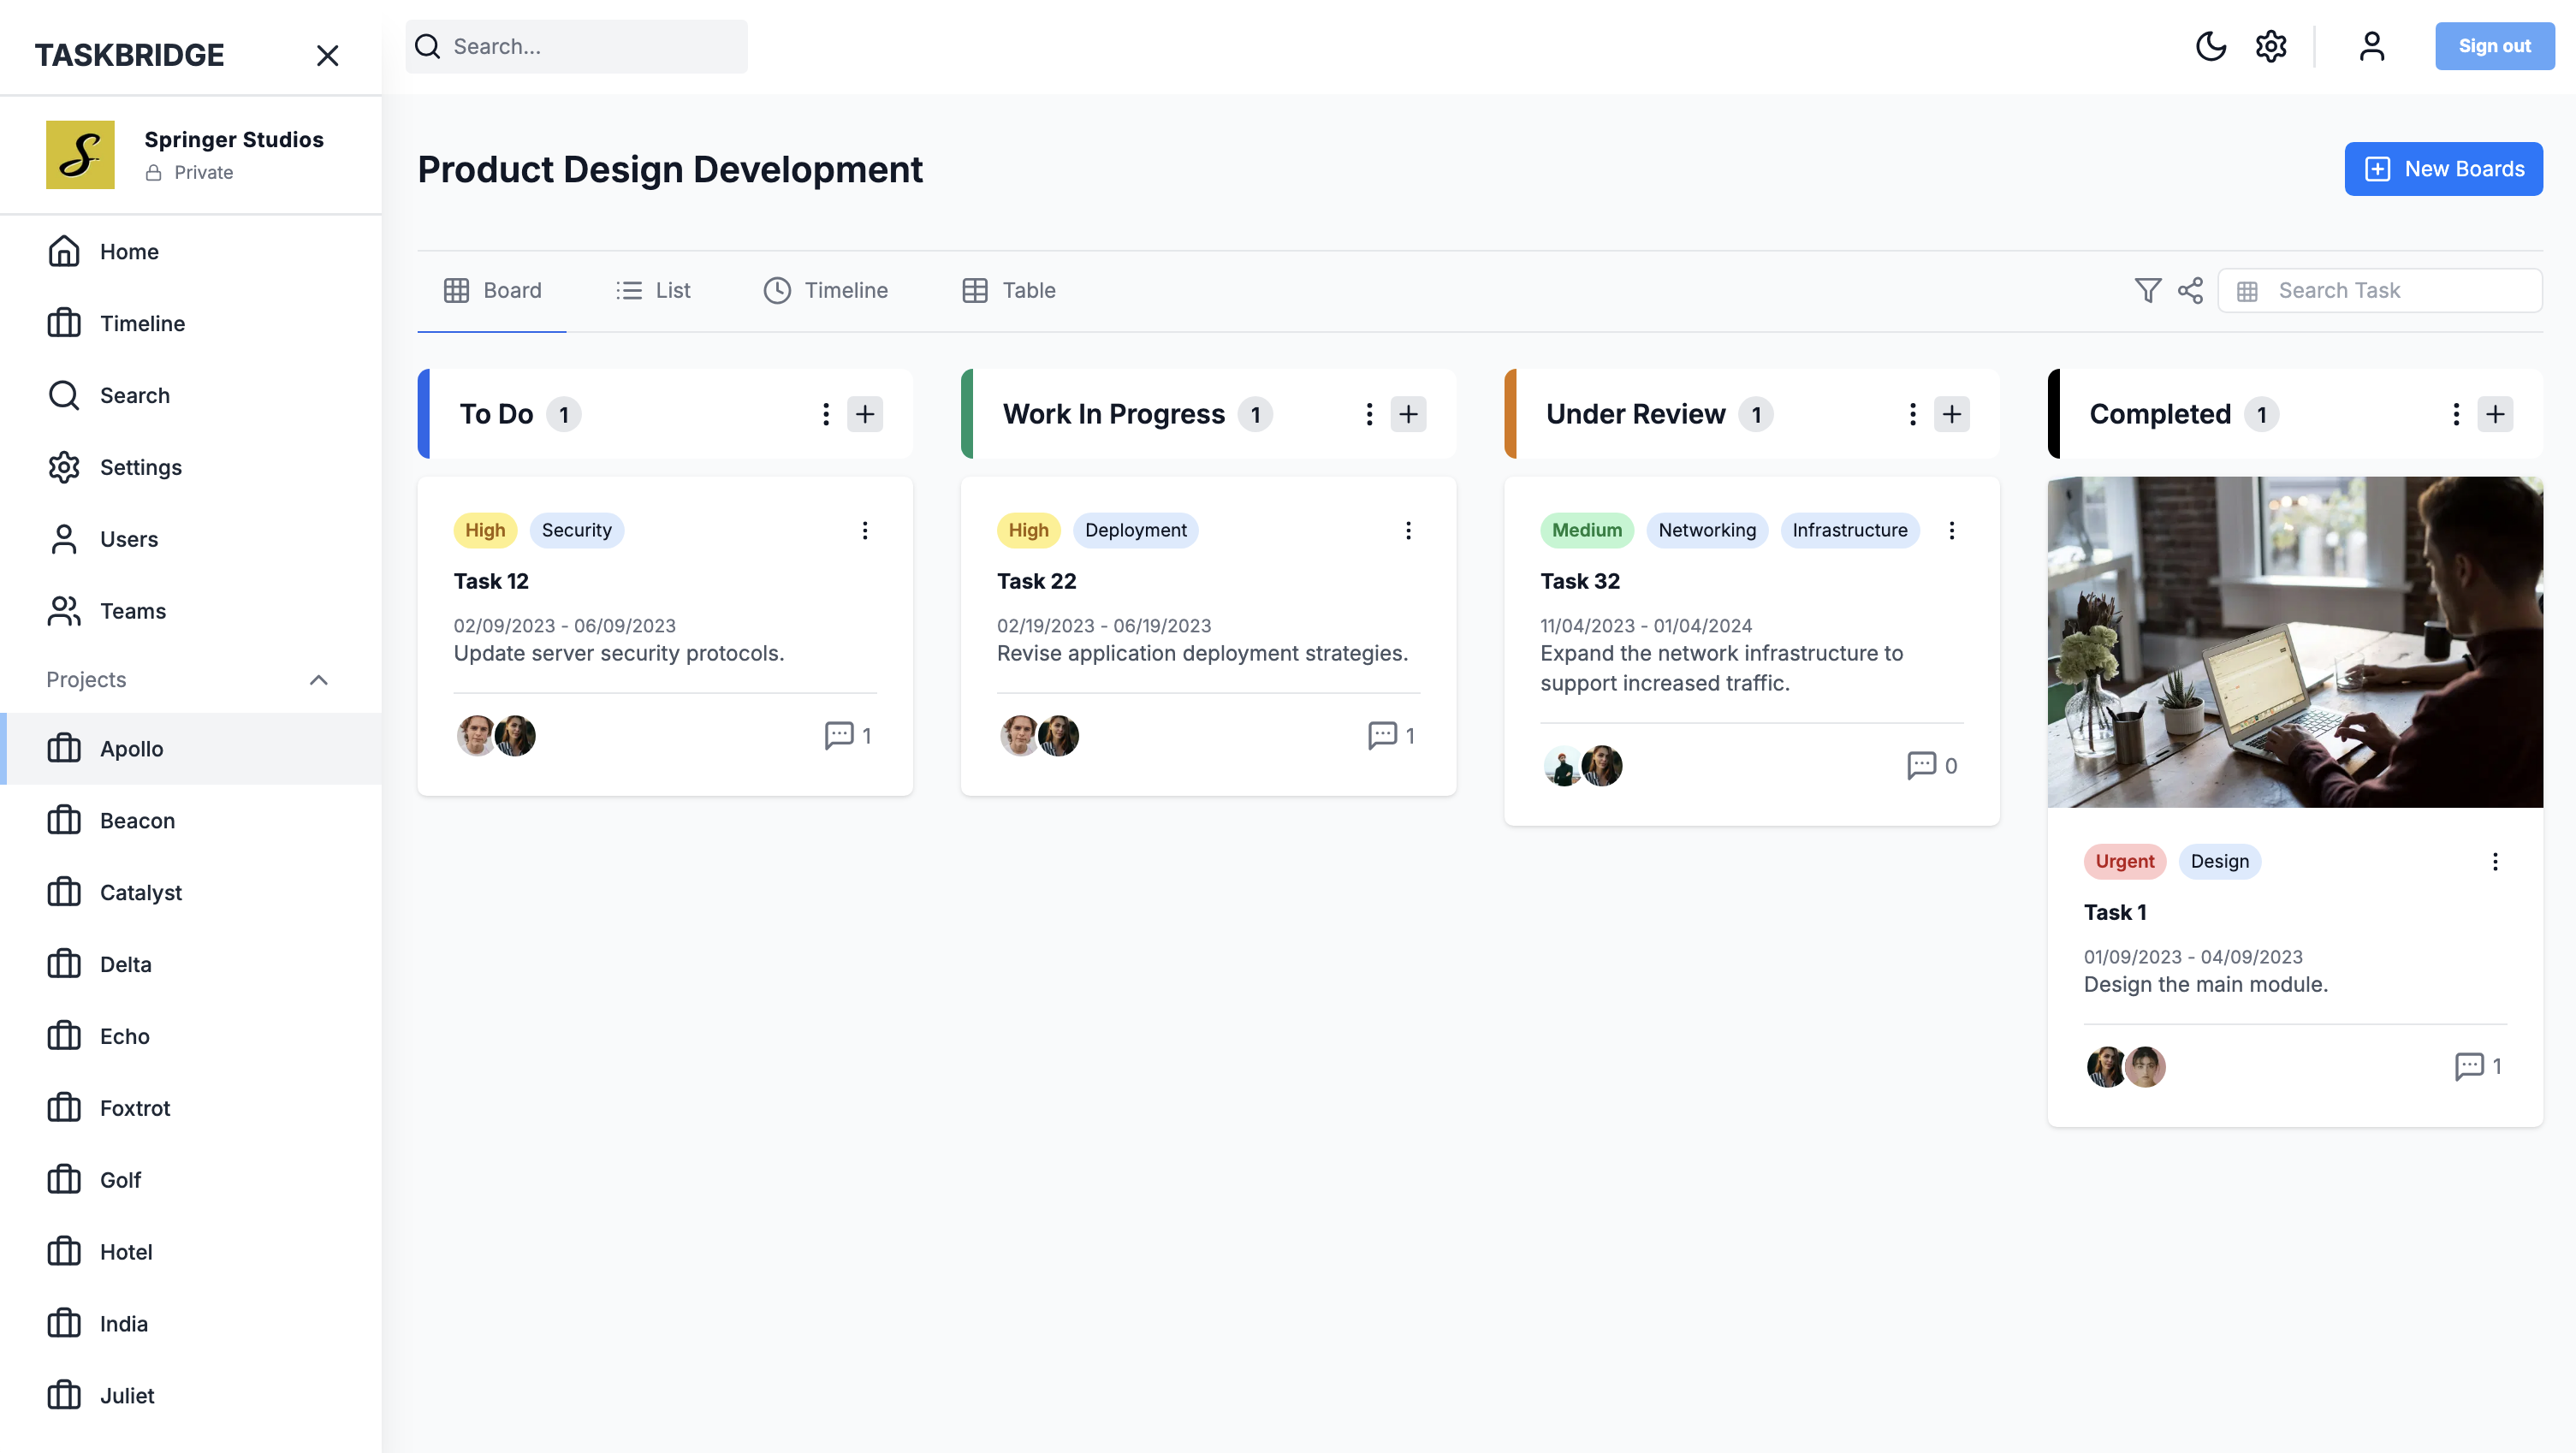 TASKBRIDGE
Search...
Sign out
Springer Studios
Private
Home
Timeline
Search
Settings
Users
Teams
Projects
Apollo
Beacon
Catalyst
Delta
Echo
Foxtrot
Golf
Hotel
India
Juliet
Product Design Development
New Boards
Board List Timeline Table
Search Task
To Do 1
High Security
Task 12
02/09/2023 - 06/09/2023
Update server security protocols.
1
Work In Progress 1
High Deployment
Task 22
02/19/2023 - 06/19/2023
Revise application deployment strategies.
1
Under Review 1
Medium Networking Infrastructure
Task 32
11/04/2023 - 01/04/2024
Expand the network infrastructure to
support increased traffic.
0
Completed 1
Urgent Design
Task 1
01/09/2023 - 04/09/2023
Design the main module.
1